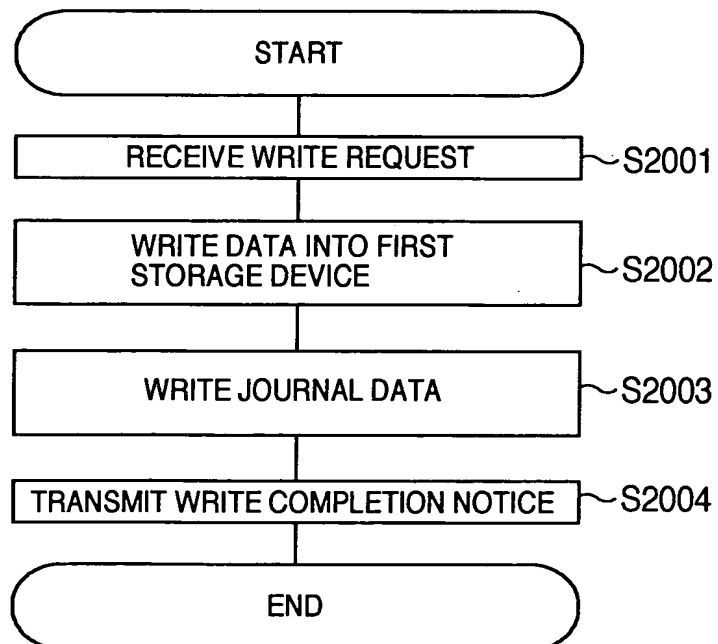 START
RECEIVE WRITE REQUEST
S2001
WRITE DATA INTO FIRST
STORAGE DEVICE
S2002
WRITE JOURNAL DATA
S2003
TRANSMIT WRITE COMPLETION NOTICE
S2004
END